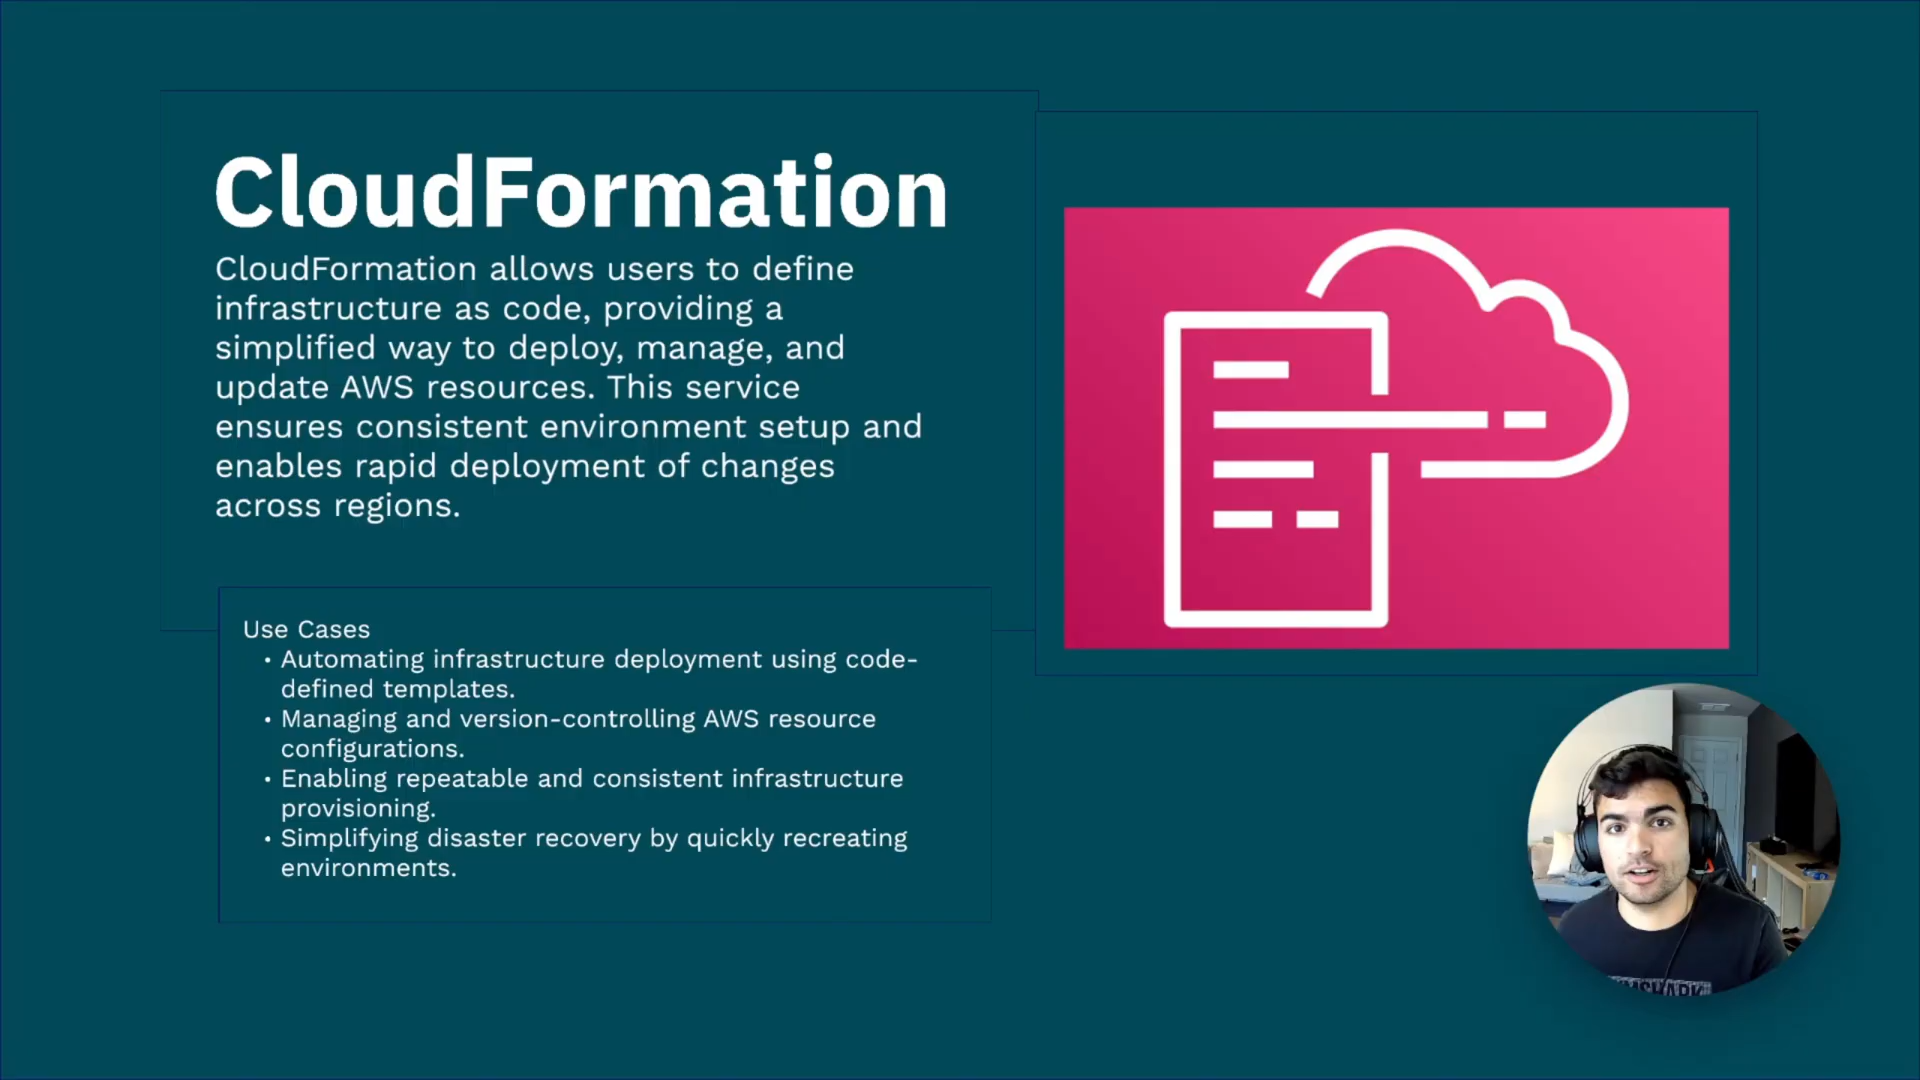 CloudFormation
CloudFormation allows users to define
infrastructure as code, providing a
simplified way to deploy, manage, and
update AWS resources. This service
ensures consistent environment setup and
enables rapid deployment of changes
across regions.
Use Cases
• Automating infrastructure deployment using code-
defined templates.
• Managing and version-controlling AWS resource
configurations.
• Enabling repeatable and consistent infrastructure
provisioning.
• Simplifying disaster recovery by quickly recreating
environments.